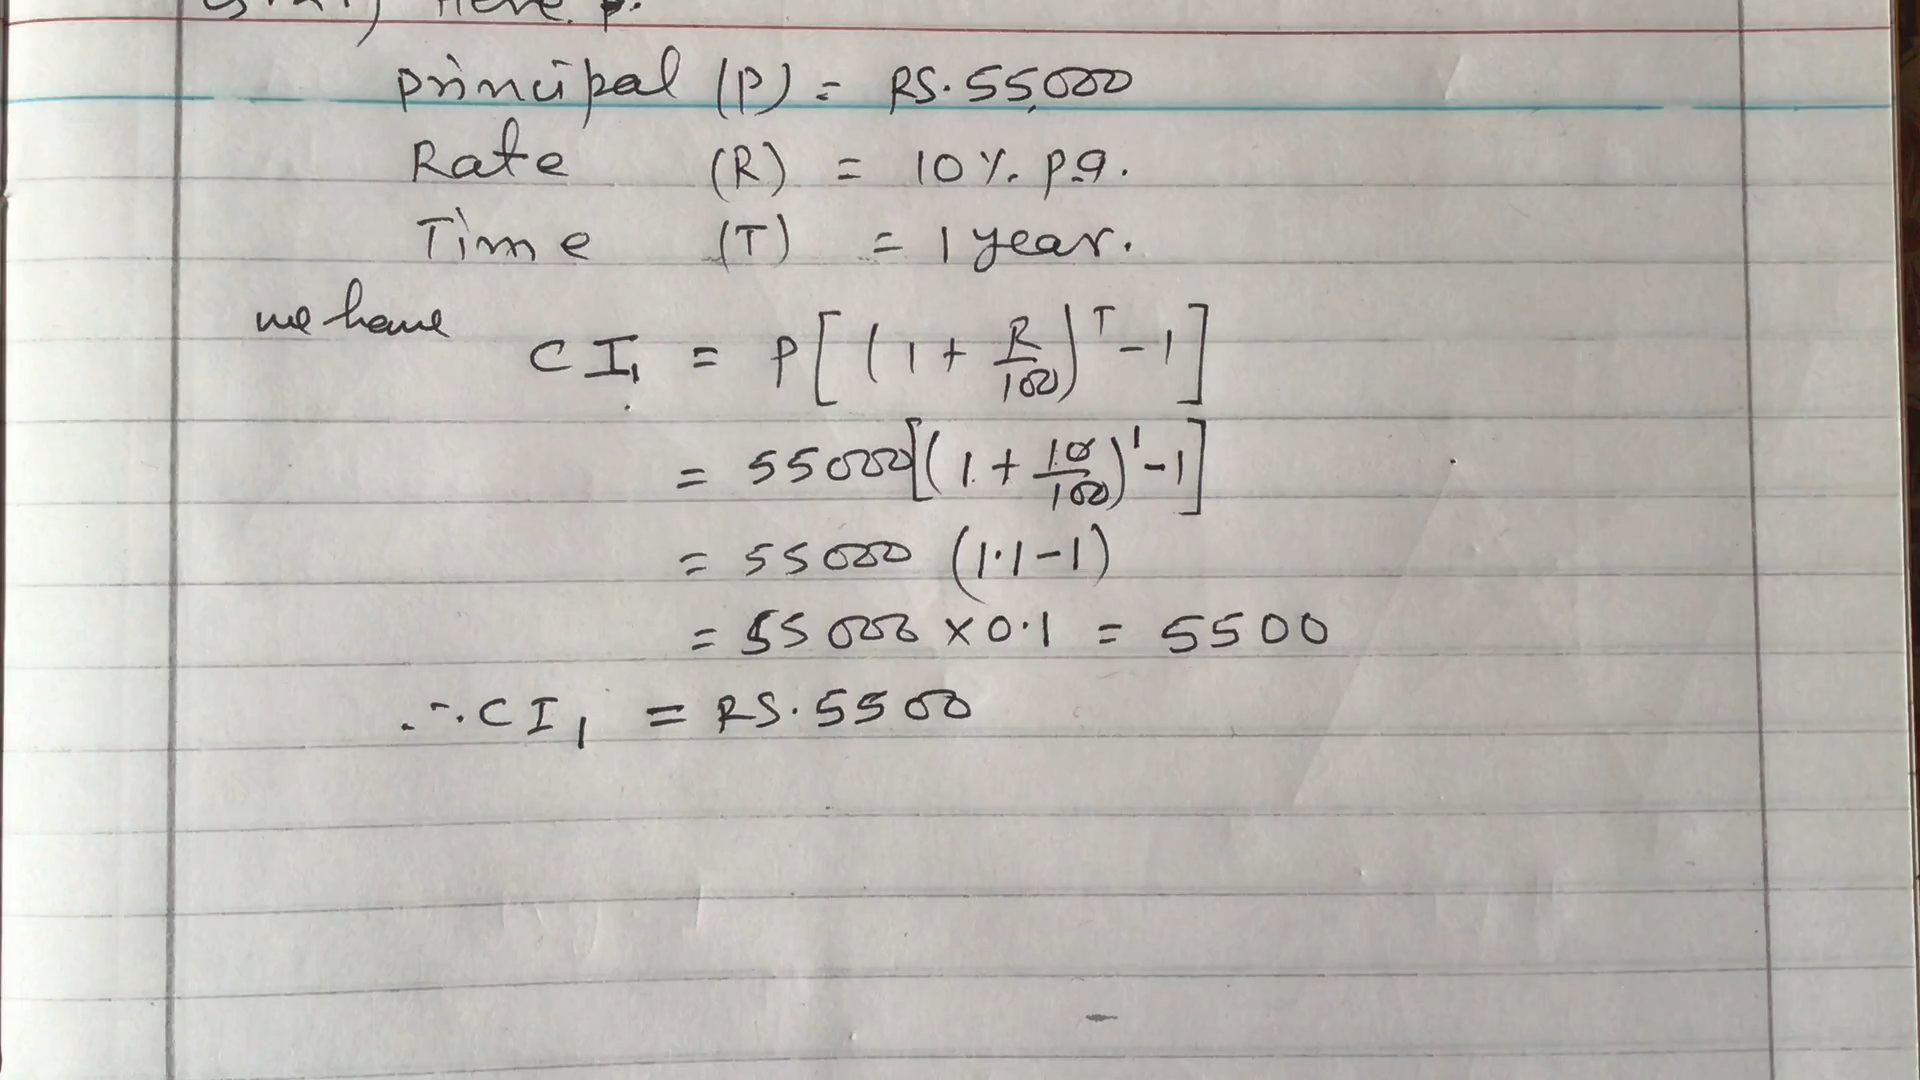 Here.
Principal (P) = RS. 55,000
Rate (R) = 10 %. p.a.
Time (T) = 1 year.
we have
CI₁ = P[(1 + R/100)ᵀ - 1]
= 55000[(1 + 10/100)¹ - 1]
= 55000 (1.1 - 1)
= 55000 × 0.1 = 5500
∴ CI₁ = RS. 5500